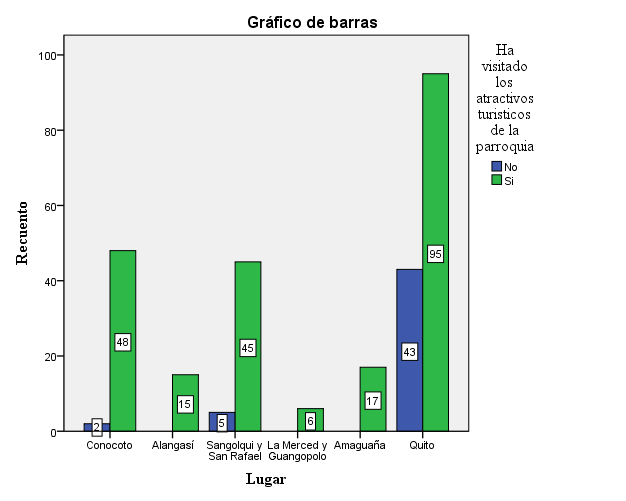 Gráfico de barras
Ha
visitado
los
atractivos
turisticos
de la
parroquia
No
Si
Recuento
100
80
60
40
20
0
2
48
15
5
45
6
17
43
95
Conocoto
Alangasí
Sangolqui y
San Rafael
La Merced y
Guangopolo
Amaguaña
Quito
Lugar